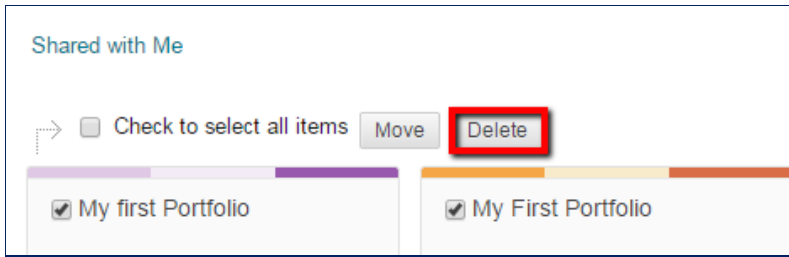 Shared with Me
Check to select all items Move Delete
My first Portfolio My First Portfolio